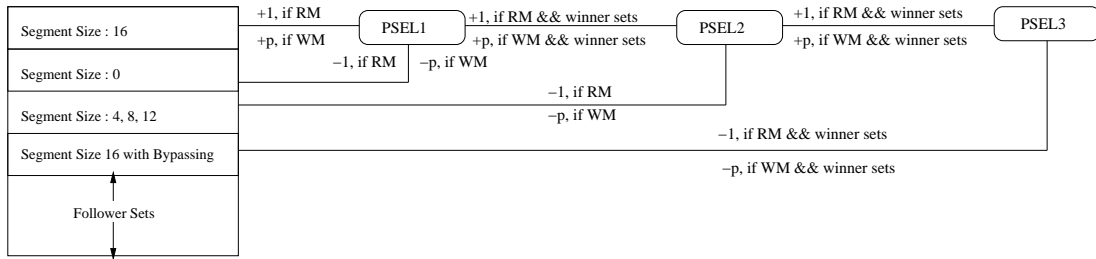 Segment Size : 16
+1, if RM
+p, if WM
PSEL1
+1, if RM && winner sets
+p, if WM && winner sets
PSEL2
+1, if RM && winner sets
+p, if WM && winner sets
PSEL3
−1, if RM
−p, if WM
Segment Size : 0
−1, if RM
−p, if WM
Segment Size : 4, 8, 12
−1, if RM && winner sets
−p, if WM && winner sets
Segment Size 16 with Bypassing
Follower Sets